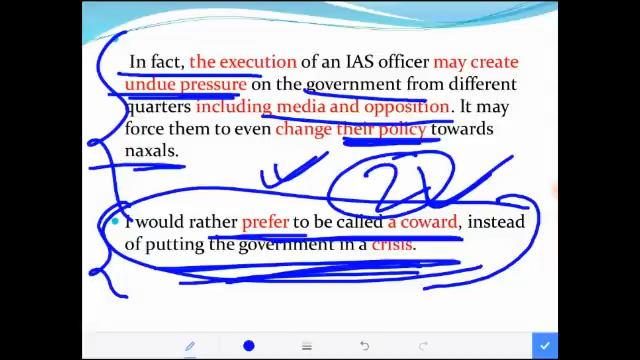 In fact, the execution of an IAS officer may create
undue pressure on the government from different
quarters including media and opposition. It may
force them to even change their policy towards
naxals.
I would rather prefer to be called a coward, instead
of putting the government in a crisis.